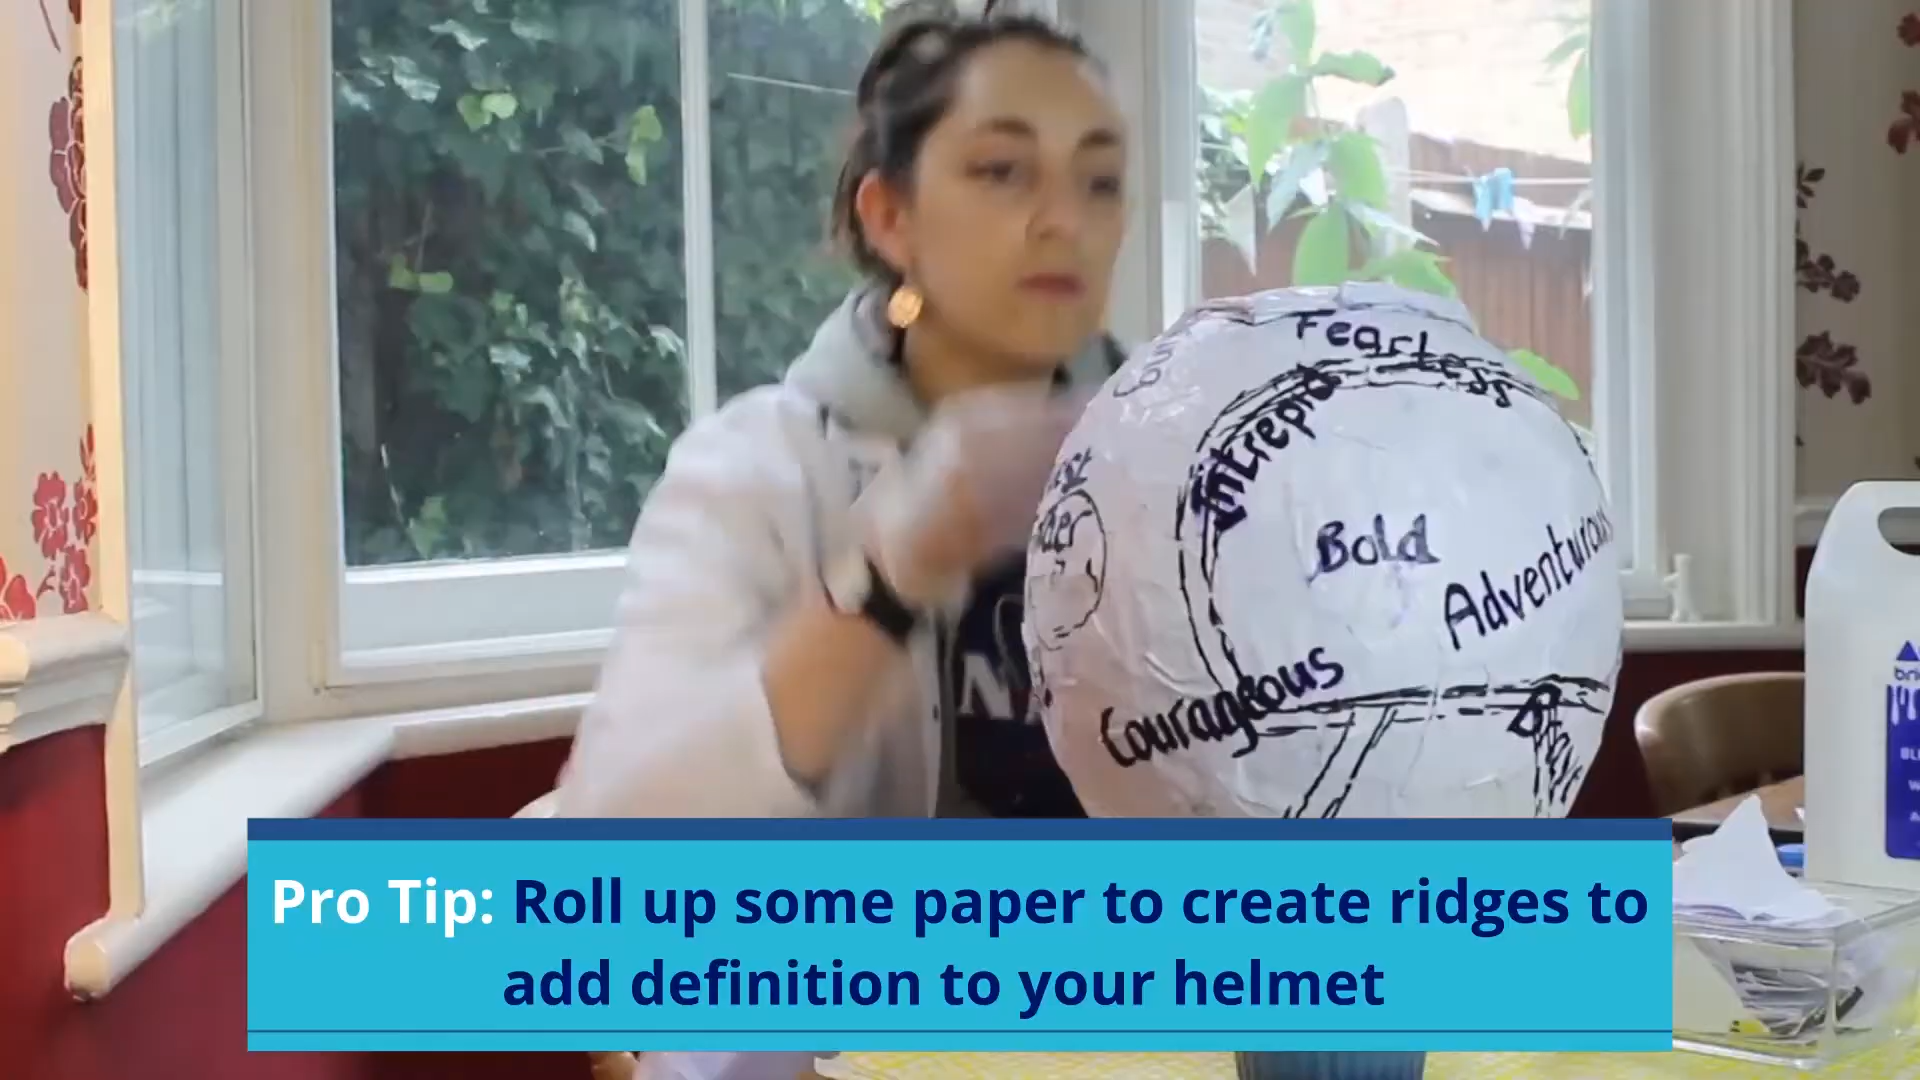 Fearless
Intrepid
Bold
Adventurous
Courageous
Pro Tip: Roll up some paper to create ridges to
add definition to your helmet